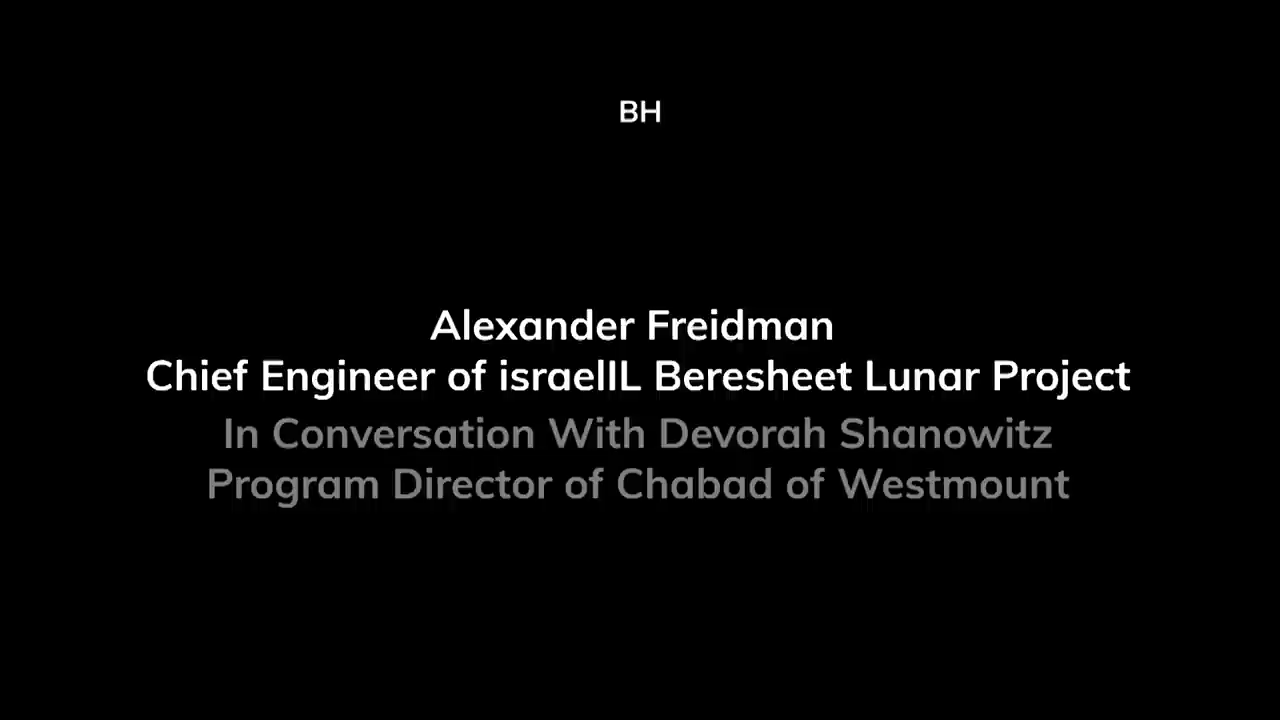 BH
Alexander Freidman
Chief Engineer of israelIL Beresheet Lunar Project
In Conversation With Devorah Shanowitz
Program Director of Chabad of Westmount